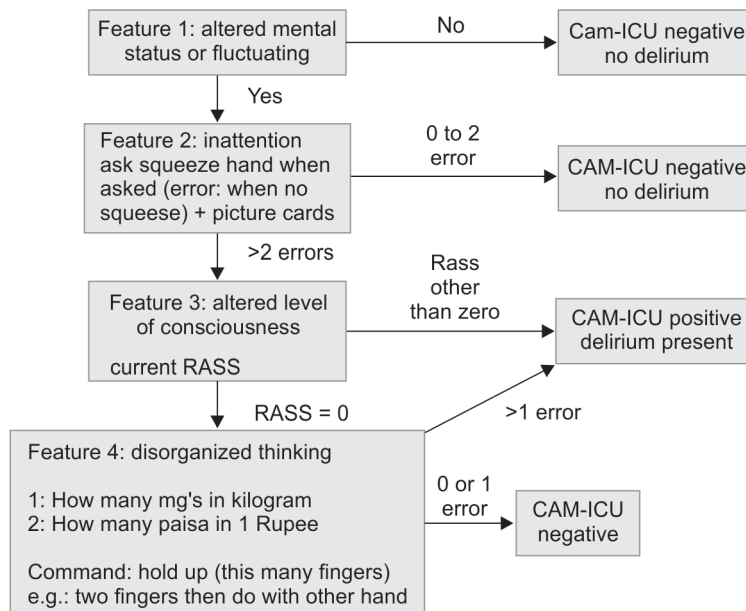 Feature 1: altered mental
status or fluctuating
No
Cam-ICU negative
no delirium
Yes
Feature 2: inattention
ask squeeze hand when
asked (error: when no
squeese) + picture cards
0 to 2
error
CAM-ICU negative
no delirium
>2 errors
Feature 3: altered level
of consciousness
current RASS
Rass
other
than zero
CAM-ICU positive
delirium present
RASS = 0
>1 error
Feature 4: disorganized thinking
1: How many mg's in kilogram
2: How many paisa in 1 Rupee
Command: hold up (this many fingers)
e.g.: two fingers then do with other hand
0 or 1
error
CAM-ICU
negative